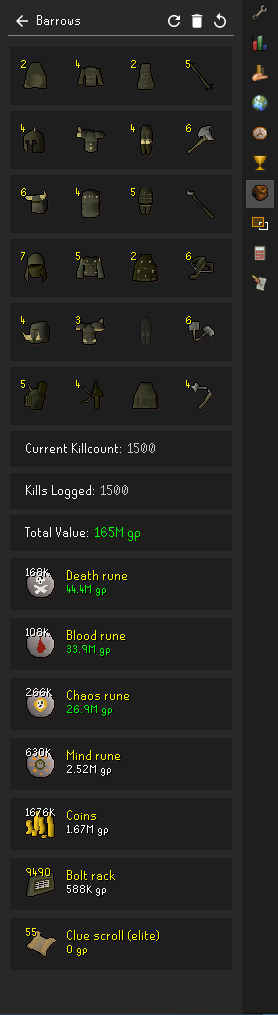 Barrows
2 4 2 5
4 4 6
6 4 5
7 5 2 6
4 3 6
5 4 4
Current Killcount: 1500
Kills Logged: 1500
Total Value: 165M gp
168K Death rune
44.4M gp
108K Blood rune
33.9M gp
266K Chaos rune
26.9M gp
630K Mind rune
2.52M gp
1676K Coins
1.67M gp
9490 Bolt rack
588K gp
55 Clue scroll (elite)
0 gp